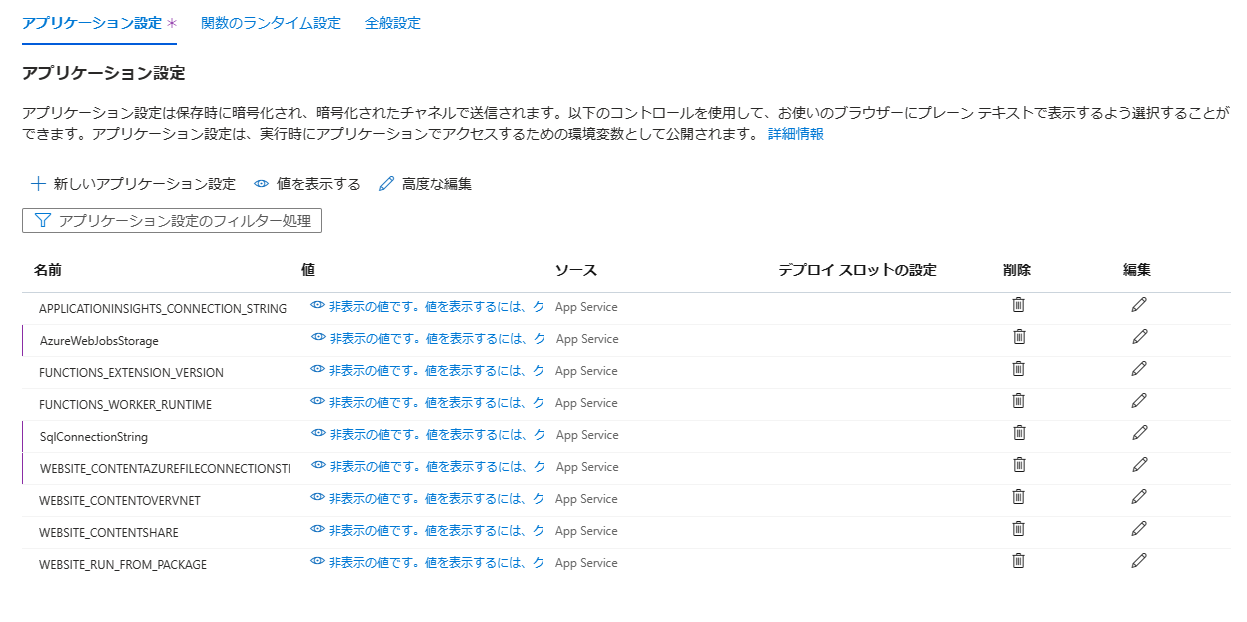 アプリケーション設定 * 関数のランタイム設定 全般設定
アプリケーション設定
アプリケーション設定は保存時に暗号化され、暗号化されたチャネルで送信されます。以下のコントロールを使用して、お使いのブラウザーにプレーン テキストで表示するよう選択することが
できます。アプリケーション設定は、実行時にアプリケーションでアクセスするための環境変数として公開されます。 詳細情報
新しいアプリケーション設定 値を表示する 高度な編集
アプリケーション設定のフィルター処理
名前 値 ソース デプロイ スロットの設定 削除 編集
APPLICATIONINSIGHTS_CONNECTION_STRING 非表示の値です。値を表示するには、ク App Service
AzureWebJobsStorage 非表示の値です。値を表示するには、ク App Service
FUNCTIONS_EXTENSION_VERSION 非表示の値です。値を表示するには、ク App Service
FUNCTIONS_WORKER_RUNTIME 非表示の値です。値を表示するには、ク App Service
SqlConnectionString 非表示の値です。値を表示するには、ク App Service
WEBSITE_CONTENTAZUREFILECONNECTIONSTI 非表示の値です。値を表示するには、ク App Service
WEBSITE_CONTENTOVERVNET 非表示の値です。値を表示するには、ク App Service
WEBSITE_CONTENTSHARE 非表示の値です。値を表示するには、ク App Service
WEBSITE_RUN_FROM_PACKAGE 非表示の値です。値を表示するには、ク App Service